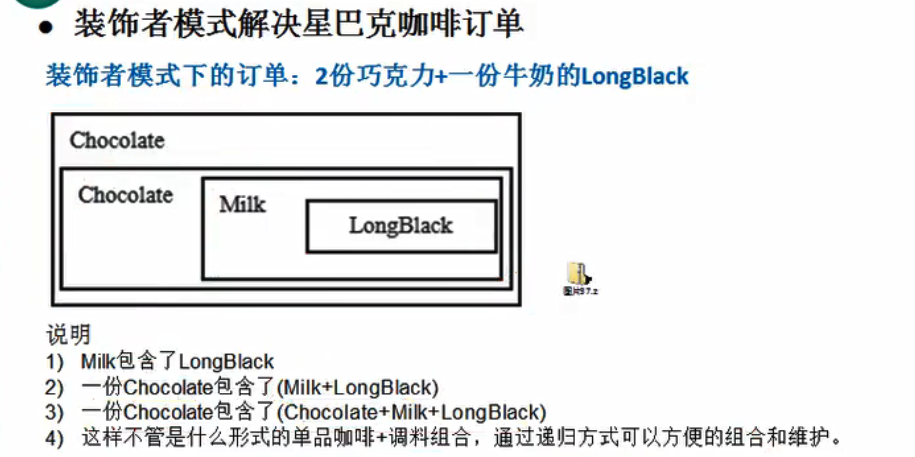 ● 装饰者模式解决星巴克咖啡订单
装饰者模式下的订单：2份巧克力+一份牛奶的LongBlack
Chocolate
Chocolate
Milk
LongBlack
说明
1) Milk包含了LongBlack
2) 一份Chocolate包含了(Milk+LongBlack)
3) 一份Chocolate包含了(Chocolate+Milk+LongBlack)
4) 这样不管是什么形式的单品咖啡+调料组合，通过递归方式可以方便的组合和维护。